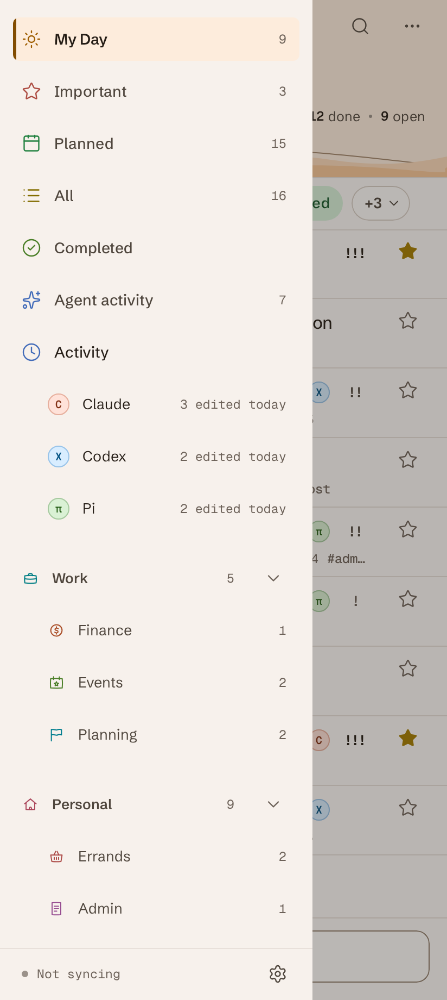 My Day 9
Important 3
Planned 15
All 16
Completed
Agent activity 7
Activity
C Claude 3 edited today
X Codex 2 edited today
π Pi 2 edited today
Work 5
Finance 1
Events 2
Planning 2
Personal 9
Errands 2
Admin 1
Not syncing
12 done • 9 open
ed +3
!!!
on
X !!
ost
π !!
4 #adm…
π !
C !!!
X